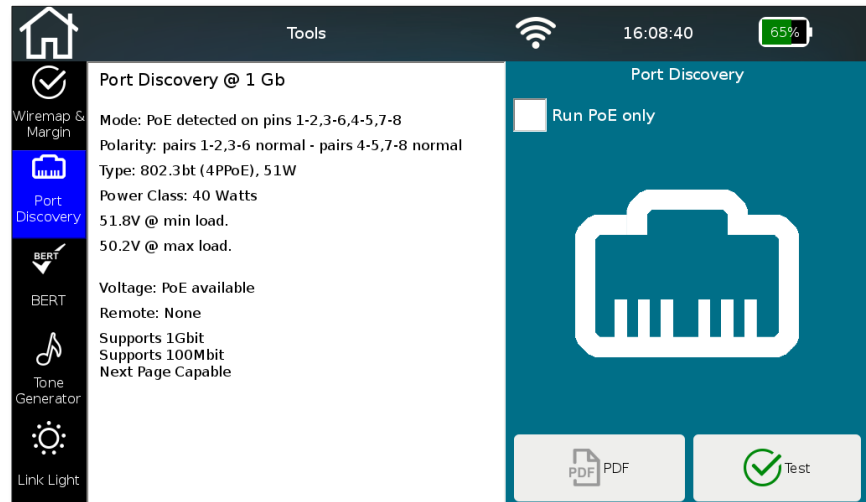 Tools
16:08:40
65%
Wiremap &
Margin
Port
Discovery
BERT
BERT
Tone
Generator
Link Light
Port Discovery @ 1 Gb
Mode: PoE detected on pins 1-2,3-6,4-5,7-8
Polarity: pairs 1-2,3-6 normal - pairs 4-5,7-8 normal
Type: 802.3bt (4PPoE), 51W
Power Class: 40 Watts
51.8V @ min load.
50.2V @ max load.
Voltage: PoE available
Remote: None
Supports 1Gbit
Supports 100Mbit
Next Page Capable
Port Discovery
Run PoE only
PDF PDF
Test